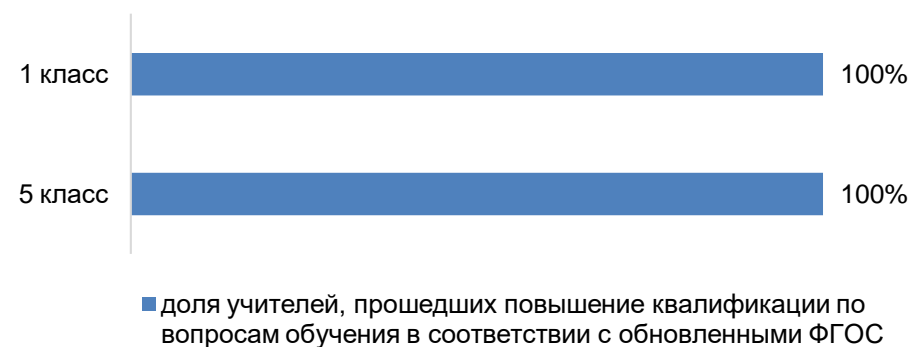 1 класс
100%
5 класс
100%
доля учителей, прошедших повышение квалификации по
вопросам обучения в соответствии с обновленными ФГОС